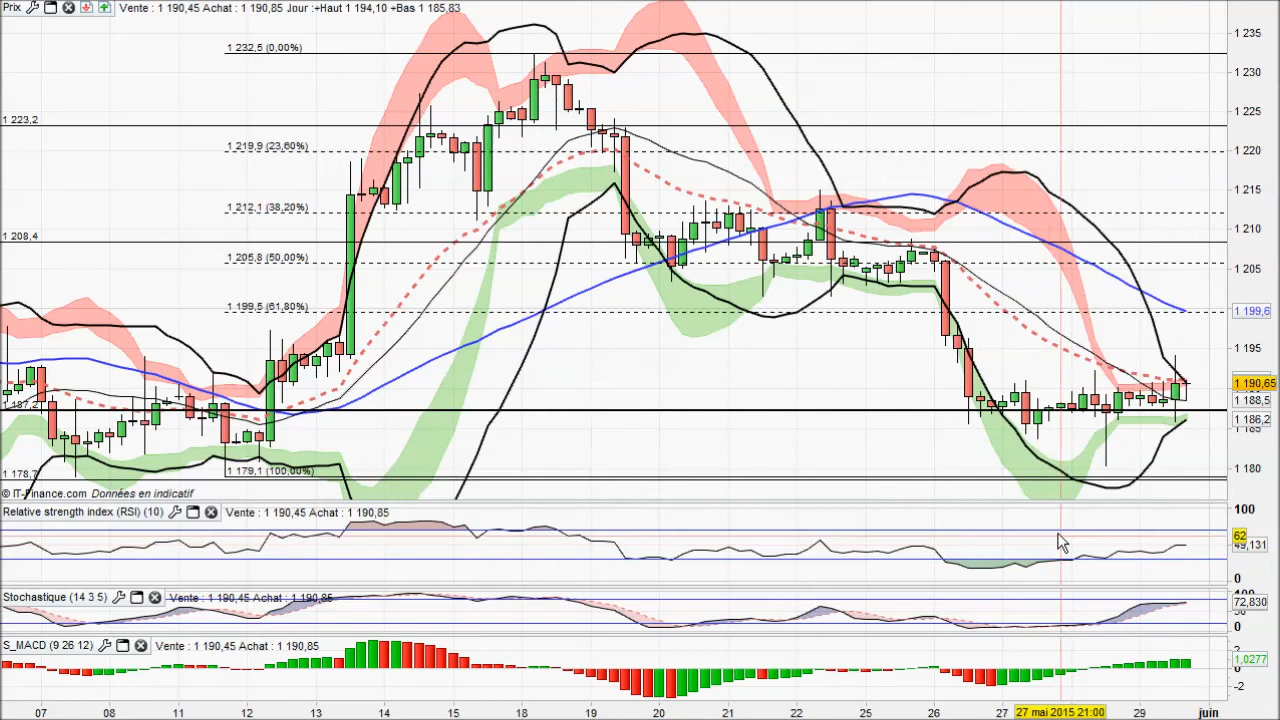 Prix Vente : 1 190,45 Achat : 1 190,85 Jour :+Haut 1 194,10 +Bas 1 185,83
1 235
1 232,5 (0,00%)
1 230
1 225
1 223,2
1 219,9 (23,60%)
1 220
1 215
1 212,1 (38,20%)
1 210
1 208,4
1 205,8 (50,00%)
1 205
1 199,5 (61,80%)
1 199,6
1 195
1 190,65
1 187,2
1 188,5
1 186,2
1 185
1 178,7
1 179,1 (100,00%)
1 180
© IT-Finance.com Données en indicatif
Relative strength index (RSI) (10) Vente : 1 190,45 Achat : 1 190,85
100
62
49,131
0
Stochastique (14 3 5) Vente : 1 190,45 Achat : 1 190,85
100
72,830
0
S_MACD (9 26 12) Vente : 1 190,45 Achat : 1 190,85
2
1,0277
0
-2
07 08 11 12 13 14 15 18 19 20 21 22 25 26 27 27 mai 2015 21:00 29 juin